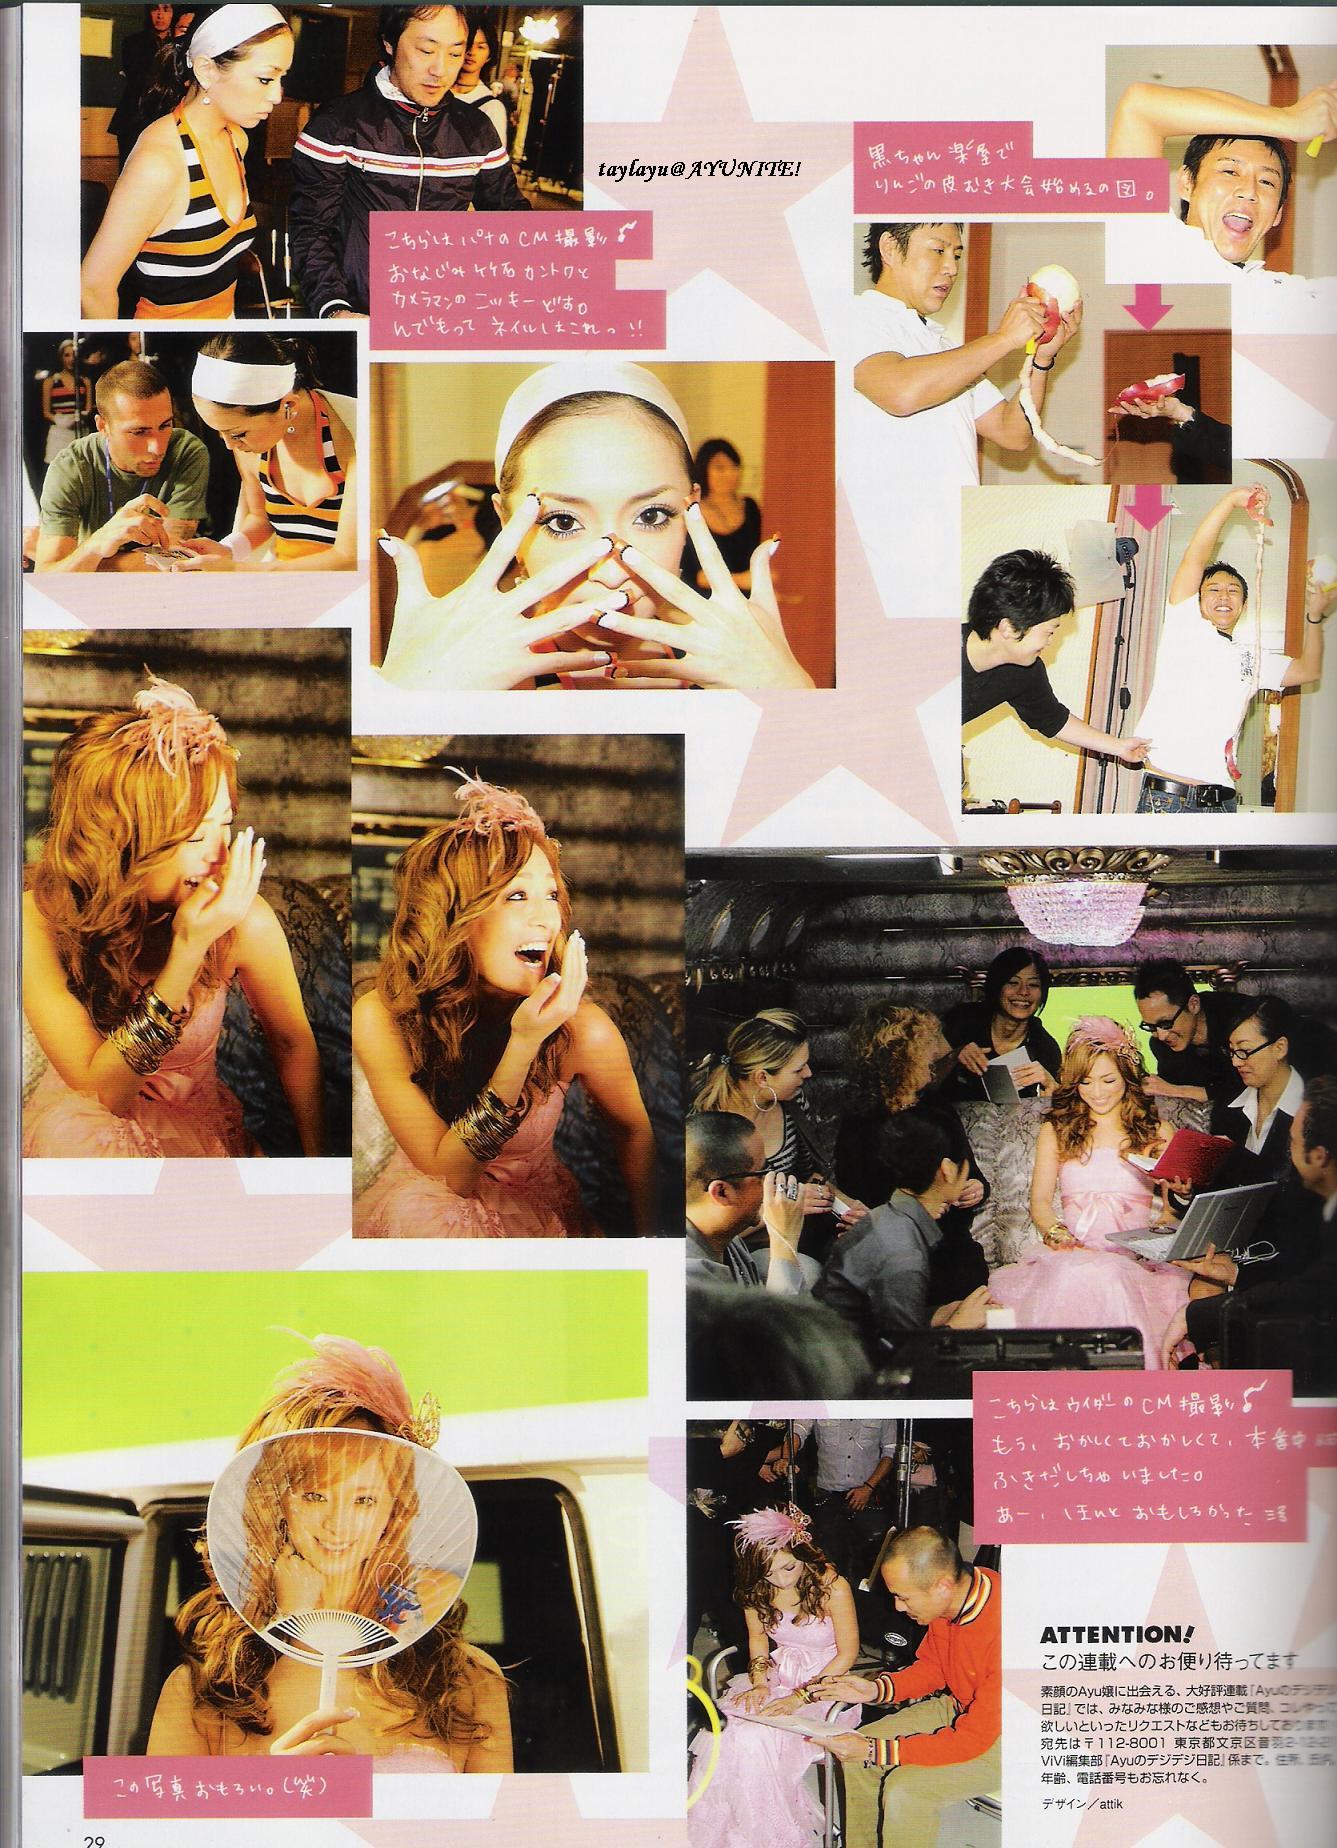 taylayu@AYUNITE!
黒ちゃん楽屋で
りんごの皮むき大会始めるの図。
こちらはパナのCM撮影♪
おなじみ竹石カントクと
カメラマンのニッキーどす。
んでもって ネイルはこれっ!!
こちらはウイダーのCM撮影♪
もう、おかしくておかしくて、本番中
ふきだしちゃいました。
あー、ほんと おもしろかった
この写真おもろい。(笑)
ATTENTION!
この連載へのお便り待ってます
素顔のAyu嬢に出会える、大好評連載『Ayuのデジデジ
日記』では、みなみな様のご感想やご質問、コレやっ
欲しいといったリクエストなどもお待ちしており
宛先は〒112-8001 東京都文京区音羽2-12-2
ViVi編集部『Ayuのデジデジ日記』係まで。住所、氏
年齢、電話番号もお忘れなく。
デザイン/attik
29